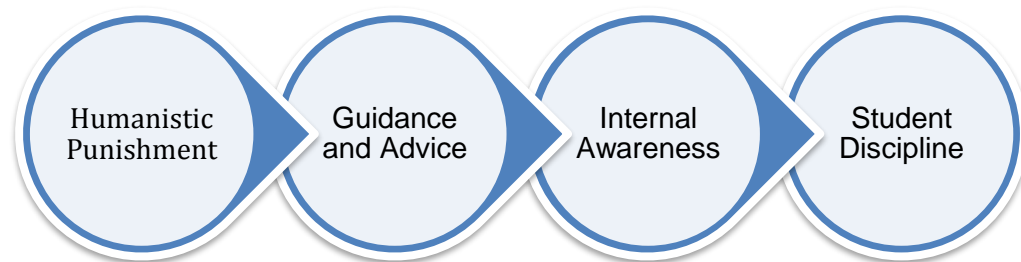 Humanistic
Punishment
Guidance
and Advice
Internal
Awareness
Student
Discipline